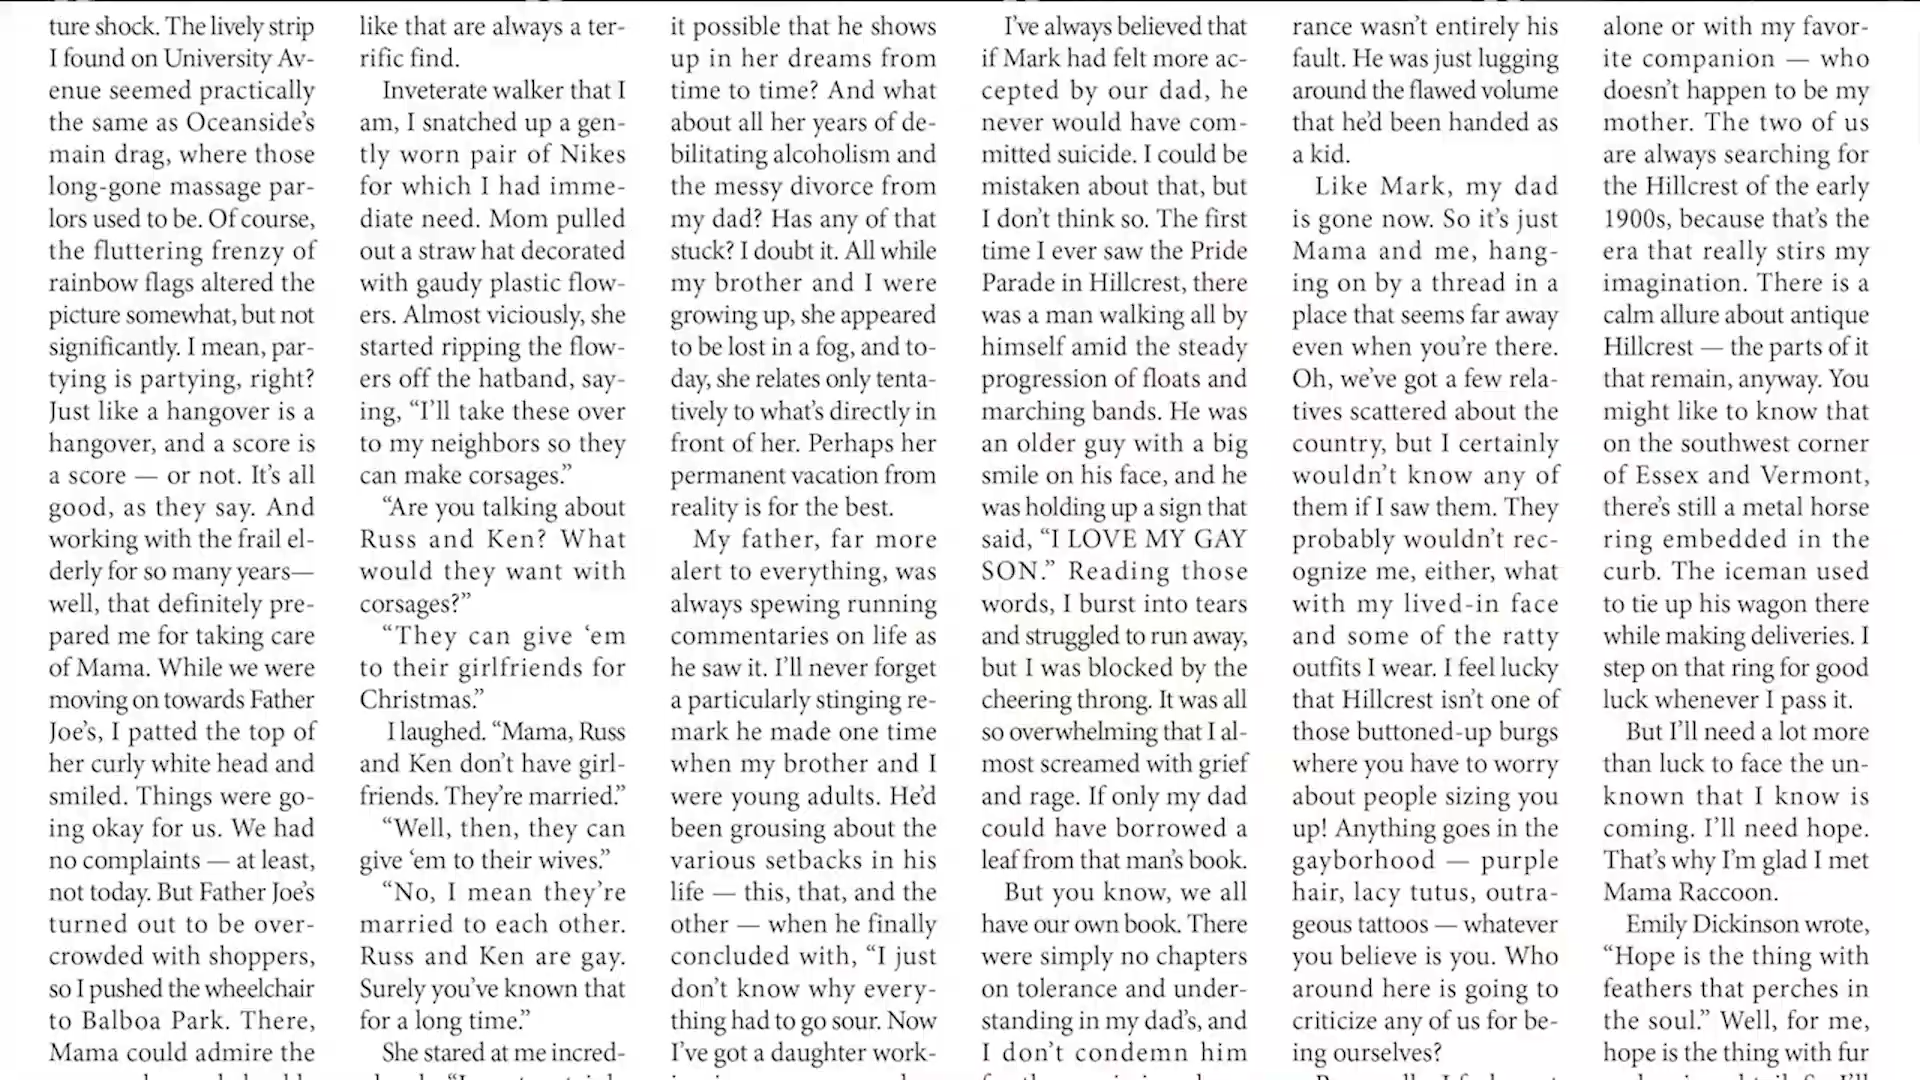 ture shock. The lively strip
I found on University Av-
enue seemed practically
the same as Oceanside's
main drag, where those
long-gone massage par-
lors used to be. Of course,
the fluttering frenzy of
rainbow flags altered the
picture somewhat, but not
significantly. I mean, par-
tying is partying, right?
Just like a hangover is a
hangover, and a score is
a score — or not. It's all
good, as they say. And
working with the frail el-
derly for so many years—
well, that definitely pre-
pared me for taking care
of Mama. While we were
moving on towards Father
Joe's, I patted the top of
her curly white head and
smiled. Things were go-
ing okay for us. We had
no complaints — at least,
not today. But Father Joe's
turned out to be over-
crowded with shoppers,
so I pushed the wheelchair
to Balboa Park. There,
Mama could admire the
like that are always a ter-
rific find.
Inveterate walker that I
am, I snatched up a gen-
tly worn pair of Nikes
for which I had imme-
diate need. Mom pulled
out a straw hat decorated
with gaudy plastic flow-
ers. Almost viciously, she
started ripping the flow-
ers off the hatband, say-
ing, “I'll take these over
to my neighbors so they
can make corsages.”
“Are you talking about
Russ and Ken? What
would they want with
corsages?”
“They can give ‘em
to their girlfriends for
Christmas.”
I laughed. “Mama, Russ
and Ken don't have girl-
friends. They're married.”
“Well, then, they can
give ‘em to their wives.”
“No, I mean they're
married to each other.
Russ and Ken are gay.
Surely you've known that
for a long time.”
She stared at me incred-
it possible that he shows
up in her dreams from
time to time? And what
about all her years of de-
bilitating alcoholism and
the messy divorce from
my dad? Has any of that
stuck? I doubt it. All while
my brother and I were
growing up, she appeared
to be lost in a fog, and to-
day, she relates only tenta-
tively to what's directly in
front of her. Perhaps her
permanent vacation from
reality is for the best.
My father, far more
alert to everything, was
always spewing running
commentaries on life as
he saw it. I'll never forget
a particularly stinging re-
mark he made one time
when my brother and I
were young adults. He'd
been grousing about the
various setbacks in his
life — this, that, and the
other — when he finally
concluded with, “I just
don't know why every-
thing had to go sour. Now
I've got a daughter work-
I've always believed that
if Mark had felt more ac-
cepted by our dad, he
never would have com-
mitted suicide. I could be
mistaken about that, but
I don't think so. The first
time I ever saw the Pride
Parade in Hillcrest, there
was a man walking all by
himself amid the steady
progression of floats and
marching bands. He was
an older guy with a big
smile on his face, and he
was holding up a sign that
said, “I LOVE MY GAY
SON.” Reading those
words, I burst into tears
and struggled to run away,
but I was blocked by the
cheering throng. It was all
so overwhelming that I al-
most screamed with grief
and rage. If only my dad
could have borrowed a
leaf from that man's book.
But you know, we all
have our own book. There
were simply no chapters
on tolerance and under-
standing in my dad's, and
I don't condemn him
rance wasn't entirely his
fault. He was just lugging
around the flawed volume
that he'd been handed as
a kid.
Like Mark, my dad
is gone now. So it's just
Mama and me, hang-
ing on by a thread in a
place that seems far away
even when you're there.
Oh, we've got a few rela-
tives scattered about the
country, but I certainly
wouldn't know any of
them if I saw them. They
probably wouldn't rec-
ognize me, either, what
with my lived-in face
and some of the ratty
outfits I wear. I feel lucky
that Hillcrest isn't one of
those buttoned-up burgs
where you have to worry
about people sizing you
up! Anything goes in the
gayborhood — purple
hair, lacy tutus, outra-
geous tattoos — whatever
you believe is you. Who
around here is going to
criticize any of us for be-
ing ourselves?
alone or with my favor-
ite companion — who
doesn't happen to be my
mother. The two of us
are always searching for
the Hillcrest of the early
1900s, because that's the
era that really stirs my
imagination. There is a
calm allure about antique
Hillcrest — the parts of it
that remain, anyway. You
might like to know that
on the southwest corner
of Essex and Vermont,
there's still a metal horse
ring embedded in the
curb. The iceman used
to tie up his wagon there
while making deliveries. I
step on that ring for good
luck whenever I pass it.
But I'll need a lot more
than luck to face the un-
known that I know is
coming. I'll need hope.
That's why I'm glad I met
Mama Raccoon.
Emily Dickinson wrote,
“Hope is the thing with
feathers that perches in
the soul.” Well, for me,
hope is the thing with fur